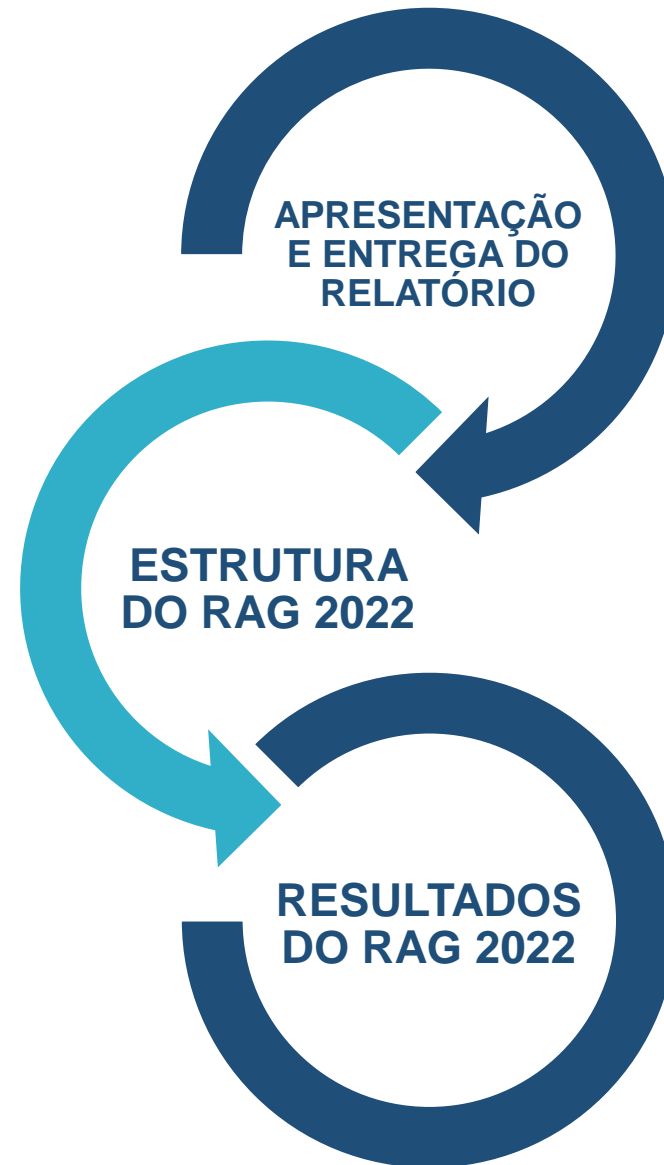 APRESENTAÇÃO
E ENTREGA DO
RELATÓRIO
ESTRUTURA
DO RAG 2022
RESULTADOS
DO RAG 2022